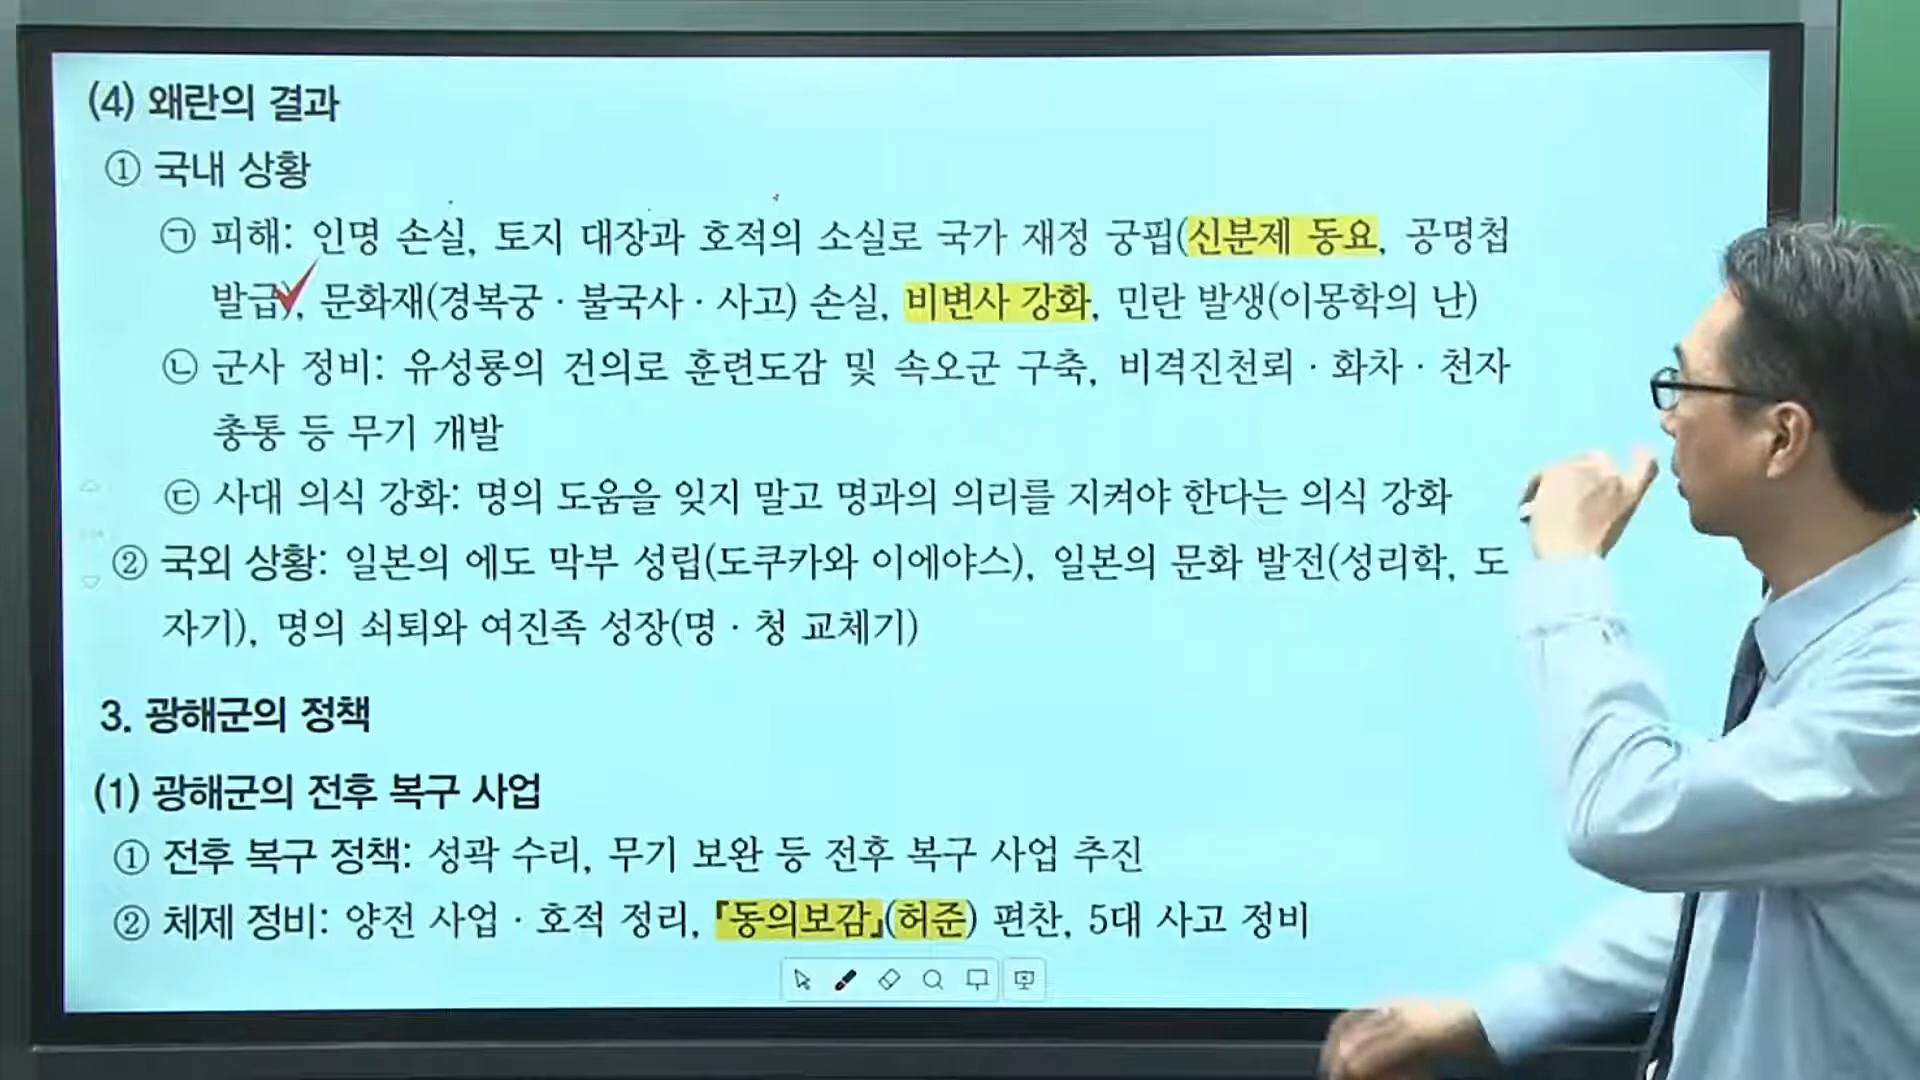 (4) 왜란의 결과
① 국내 상황
㉠ 피해: 인명 손실, 토지 대장과 호적의 소실로 국가 재정 궁핍(신분제 동요, 공명첩
발급), 문화재(경복궁 · 불국사 · 사고) 손실, 비변사 강화, 민란 발생(이몽학의 난)
㉡ 군사 정비: 유성룡의 건의로 훈련도감 및 속오군 구축, 비격진천뢰 · 화차 · 천자
총통 등 무기 개발
㉢ 사대 의식 강화: 명의 도움을 잊지 말고 명과의 의리를 지켜야 한다는 의식 강화
② 국외 상황: 일본의 에도 막부 성립(도쿠카와 이에야스), 일본의 문화 발전(성리학, 도
자기), 명의 쇠퇴와 여진족 성장(명 · 청 교체기)
3. 광해군의 정책
(1) 광해군의 전후 복구 사업
① 전후 복구 정책: 성곽 수리, 무기 보완 등 전후 복구 사업 추진
② 체제 정비: 양전 사업 · 호적 정리, 『동의보감』(허준) 편찬, 5대 사고 정비